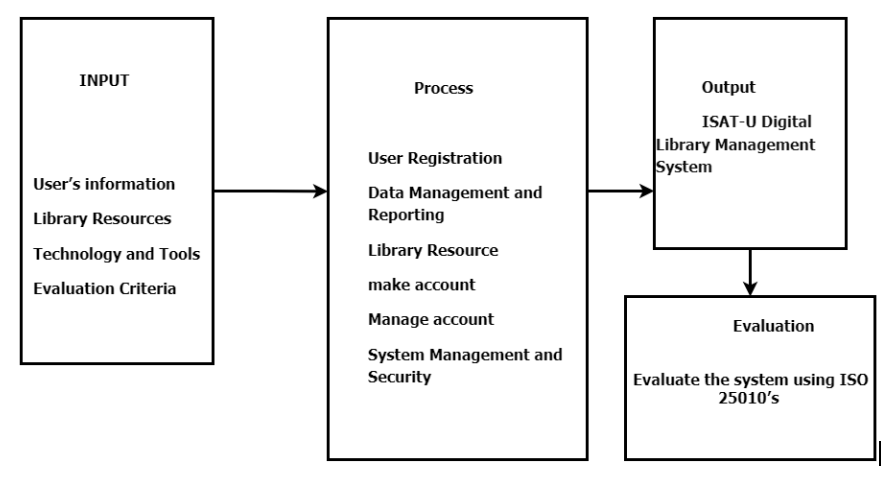 INPUT
User’s information
Library Resources
Technology and Tools
Evaluation Criteria
Process
User Registration
Data Management and
Reporting
Library Resource
make account
Manage account
System Management and
Security
Output
ISAT-U Digital
Library Management
System
Evaluation
Evaluate the system using ISO
25010’s